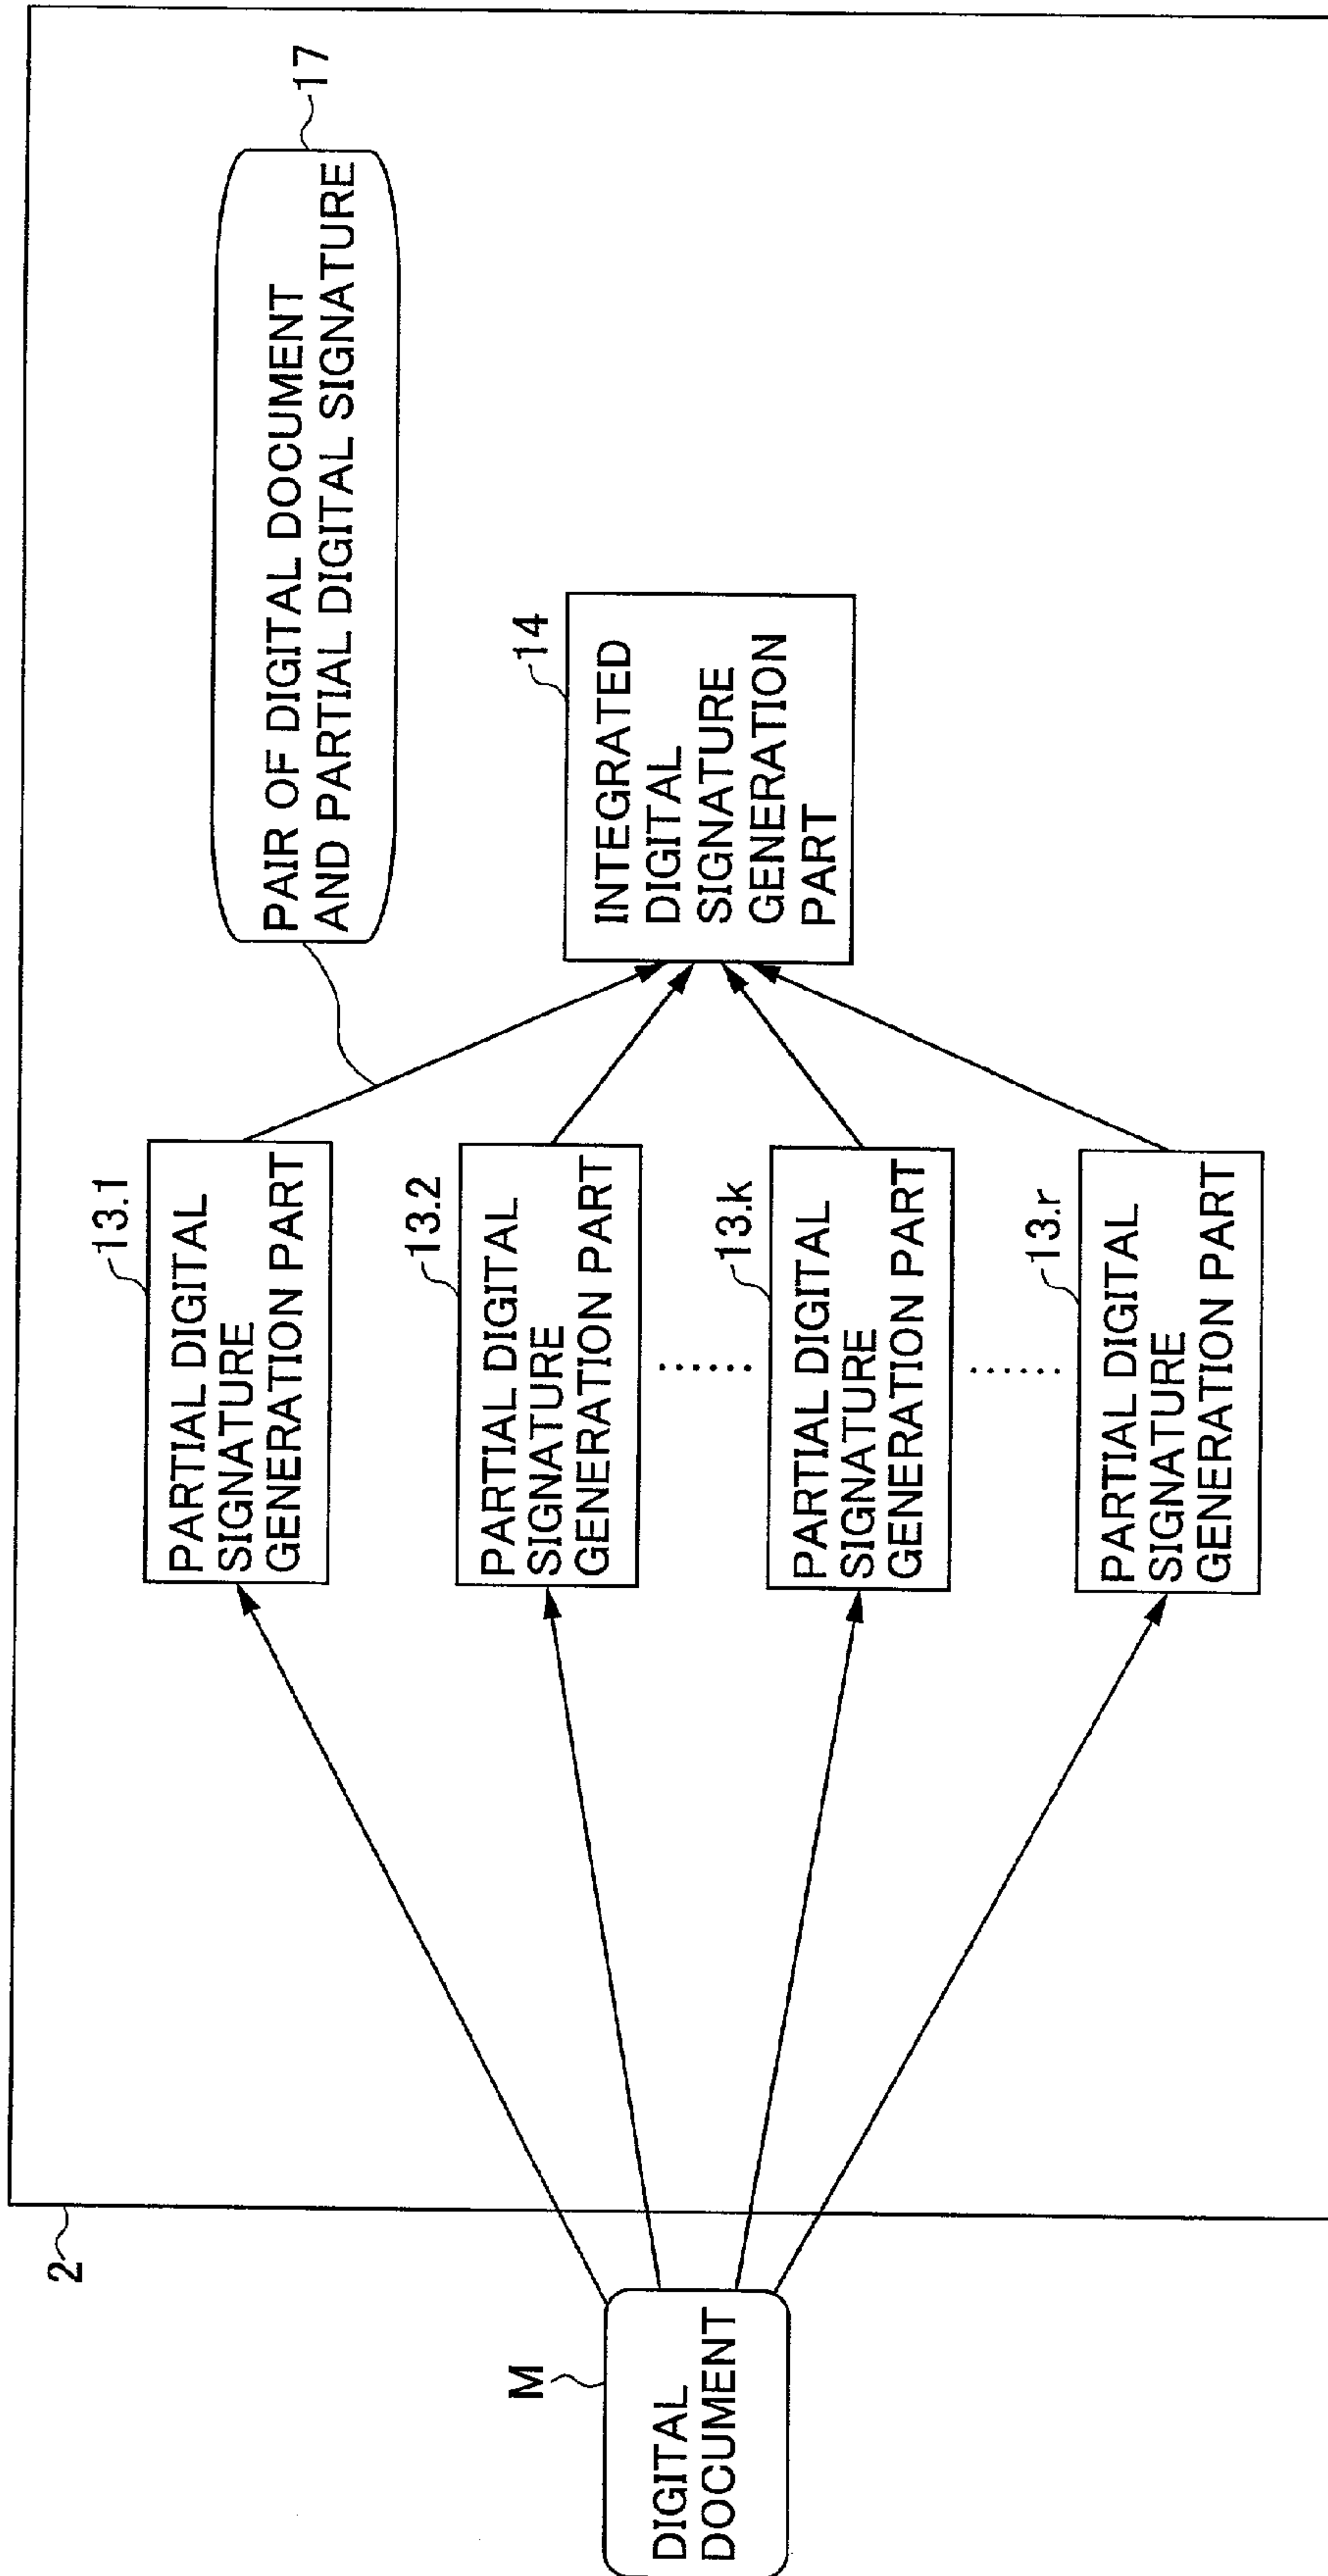 2
M
DIGITAL
DOCUMENT
13.1
PARTIAL DIGITAL
SIGNATURE
GENERATION PART
13.2
PARTIAL DIGITAL
SIGNATURE
GENERATION PART
......
13.k
PARTIAL DIGITAL
SIGNATURE
GENERATION PART
......
13.r
PARTIAL DIGITAL
SIGNATURE
GENERATION PART
17
PAIR OF DIGITAL DOCUMENT
AND PARTIAL DIGITAL SIGNATURE
14
INTEGRATED
DIGITAL
SIGNATURE
GENERATION
PART